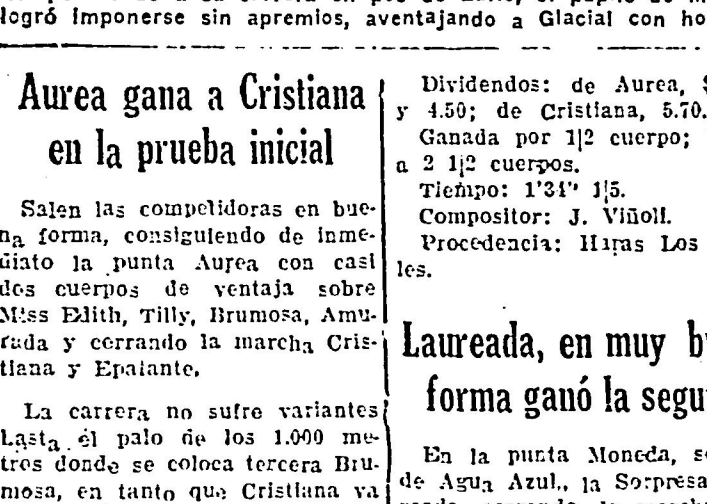 logró imponerse sin apremios, aventajando a Glacial con ho
Aurea gana a Cristiana
en la prueba inicial
Salen las competidoras en bue-
na forma, consiguiendo de inme-
diato la punta Aurea con casi
dos cuerpos de ventaja sobre
Miss Edith, Tilly, Brumosa, Amu-
rada y cerrando la marcha Cris-
tiana y Epatante.
La carrera no sufre variantes
hasta el palo de los 1.000 me-
tros donde se coloca tercera Bru-
mosa, en tanto que Cristiana va
Dividendos: de Aurea,
y 4.50; de Cristiana, 5.70.
Ganada por 1|2 cuerpo;
a 2 1|2 cuerpos.
Tiempo: 1'34" 1|5.
Compositor: J. Viñoli.
Procedencia: Haras Los
les.
Laureada, en muy b
forma ganó la segu
En la punta Moneda, s
de Agua Azul., la Sorpresa